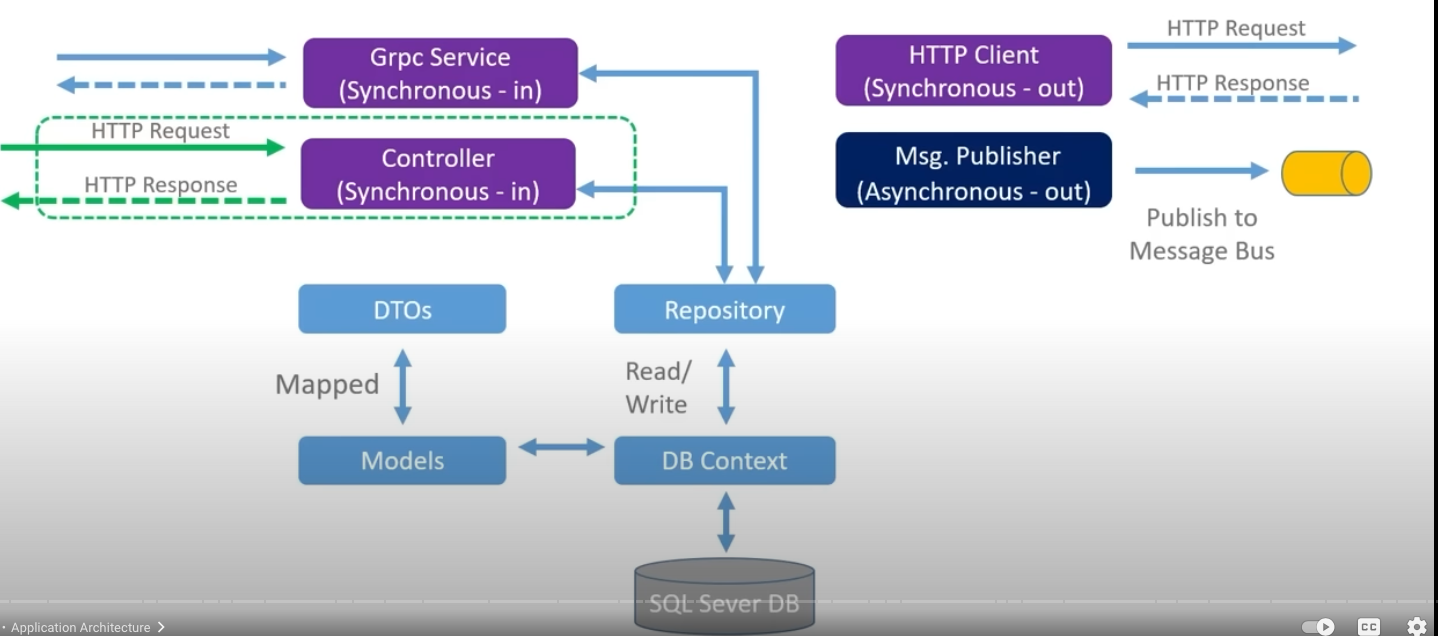 Grpc Service
(Synchronous - in)
HTTP Request
HTTP Response
Controller
(Synchronous - in)
HTTP Client
(Synchronous - out)
HTTP Request
HTTP Response
Msg. Publisher
(Asynchronous - out)
Publish to
Message Bus
DTOs
Repository
Mapped
Read/
Write
Models
DB Context
SQL Sever DB
• Application Architecture >
CC